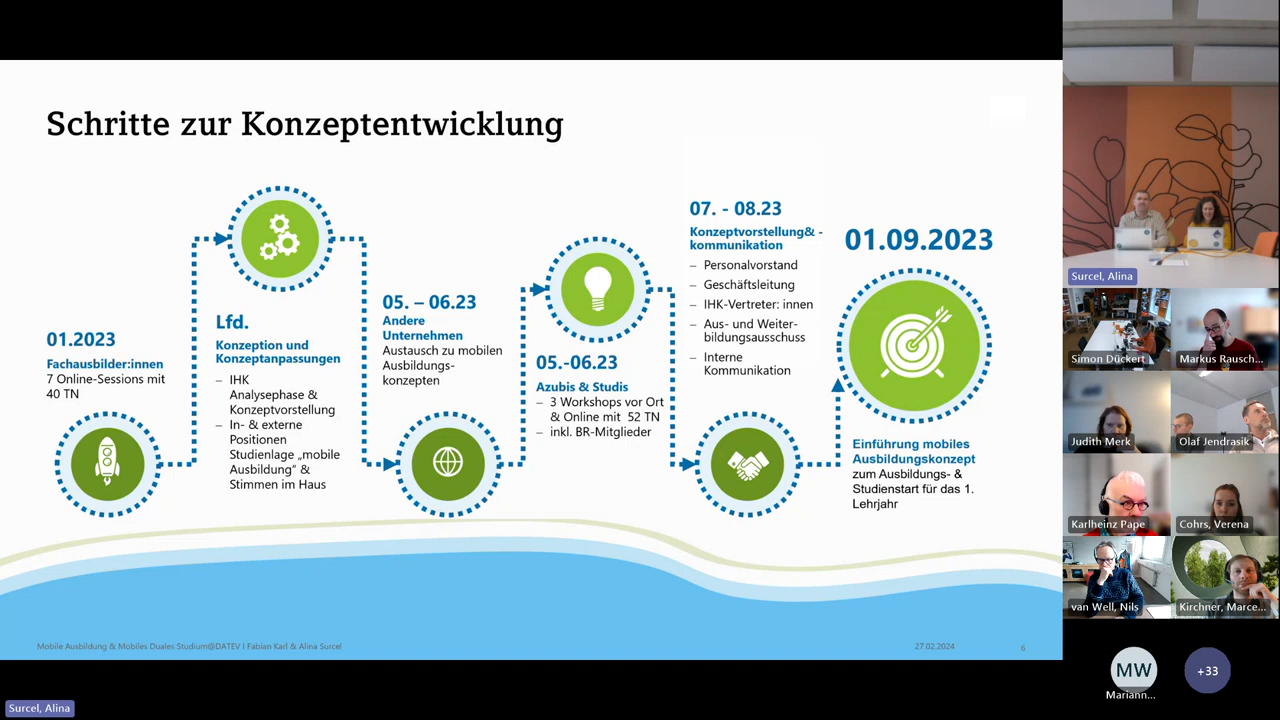 Schritte zur Konzeptentwicklung
01.2023
Fachausbilder:innen
7 Online-Sessions mit
40 TN
Lfd.
Konzeption und
Konzeptanpassungen
– IHK
Analysephase &
Konzeptvorstellung
– In- & externe
Positionen
Studienlage „mobile
Ausbildung" &
Stimmen im Haus
05. – 06.23
Andere
Unternehmen
Austausch zu mobilen
Ausbildungs-
konzepten
05.-06.23
Azubis & Studis
– 3 Workshops vor Ort
& Online mit 52 TN
– inkl. BR-Mitglieder
07. - 08.23
Konzeptvorstellung& -
kommunikation
– Personalvorstand
– Geschäftsleitung
– IHK-Vertreter: innen
– Aus- und Weiter-
bildungsausschuss
– Interne
Kommunikation
01.09.2023
Einführung mobiles
Ausbildungskonzept
zum Ausbildungs- &
Studienstart für das 1.
Lehrjahr
Mobile Ausbildung & Mobiles Duales Studium@DATEV I Fabian Karl & Alina Surcel
27.02.2024
6
Surcel, Alina
Surcel, Alina
Simon Dückert
Markus Rausch...
Judith Merk
Olaf Jendrasik
Karlheinz Pape
Cohrs, Verena
van Well, Nils
Kirchner, Marce...
MW
Mariann...
+33